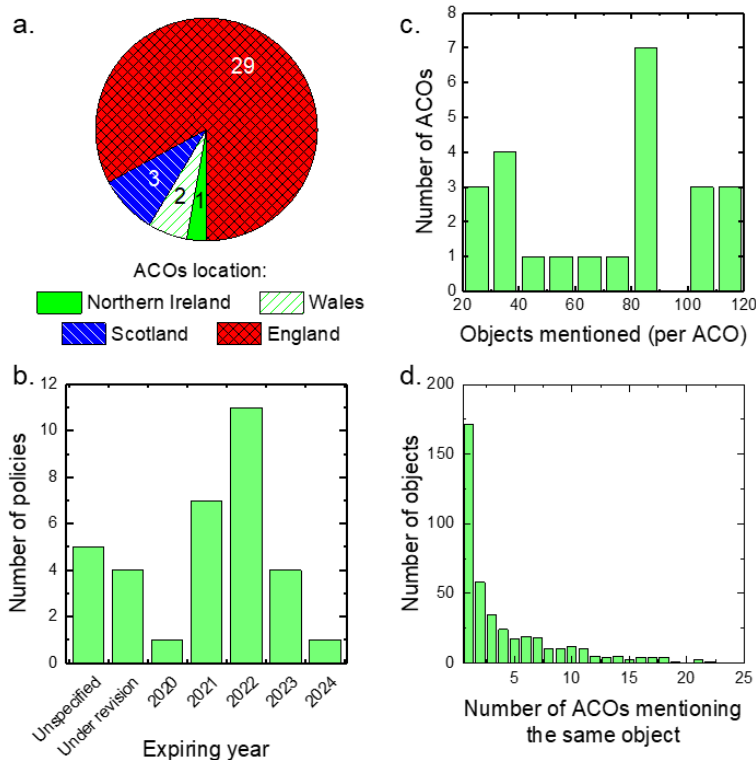 a.
29
3
2
1
ACOs location:
Northern Ireland
Wales
Scotland
England
b.
12
10
8
6
4
2
0
Number of policies
Unspecified
Under revision
2020
2021
2022
2023
2024
Expiring year
c.
8
7
6
5
4
3
2
1
0
Number of ACOs
20
40
60
80
100
120
Objects mentioned (per ACO)
d.
200
150
100
50
0
Number of objects
5
10
15
20
25
Number of ACOs mentioning
the same object